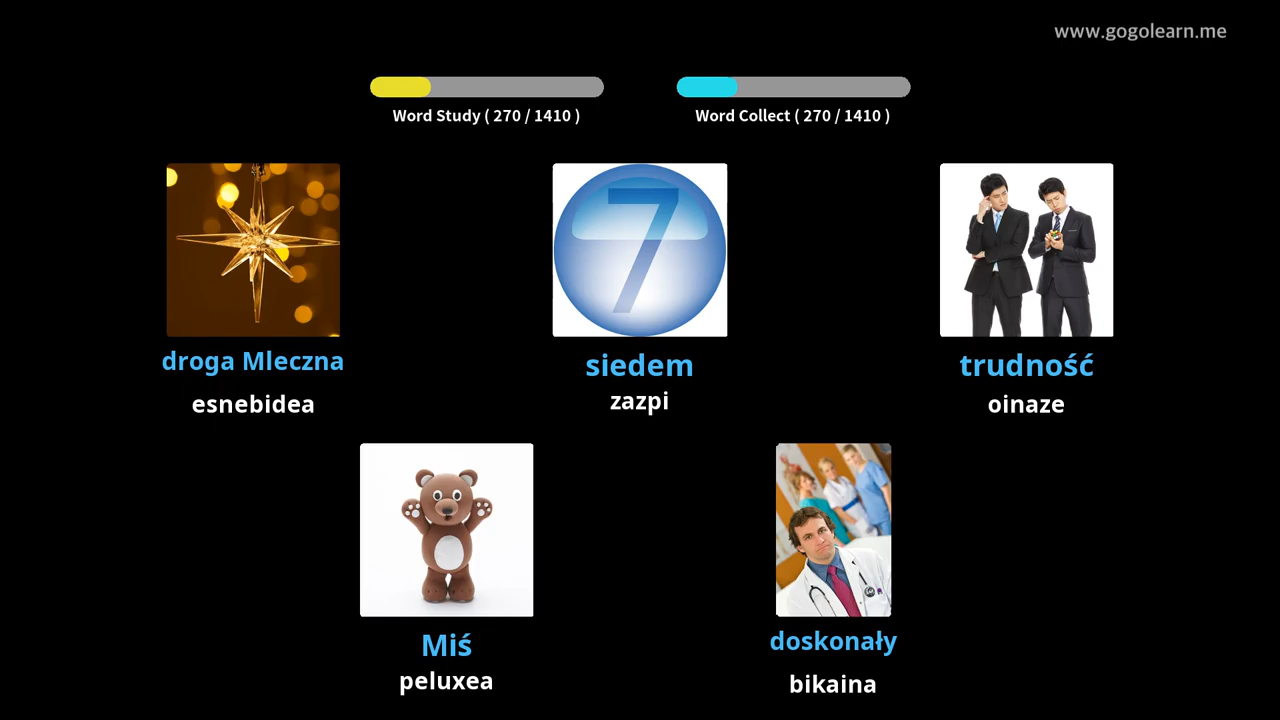 www.gogolearn.me
Word Study ( 270 / 1410 )
Word Collect ( 270 / 1410 )
7
droga Mleczna
esnebidea
siedem
zazpi
trudność
oinaze
Miś
peluxea
doskonały
bikaina